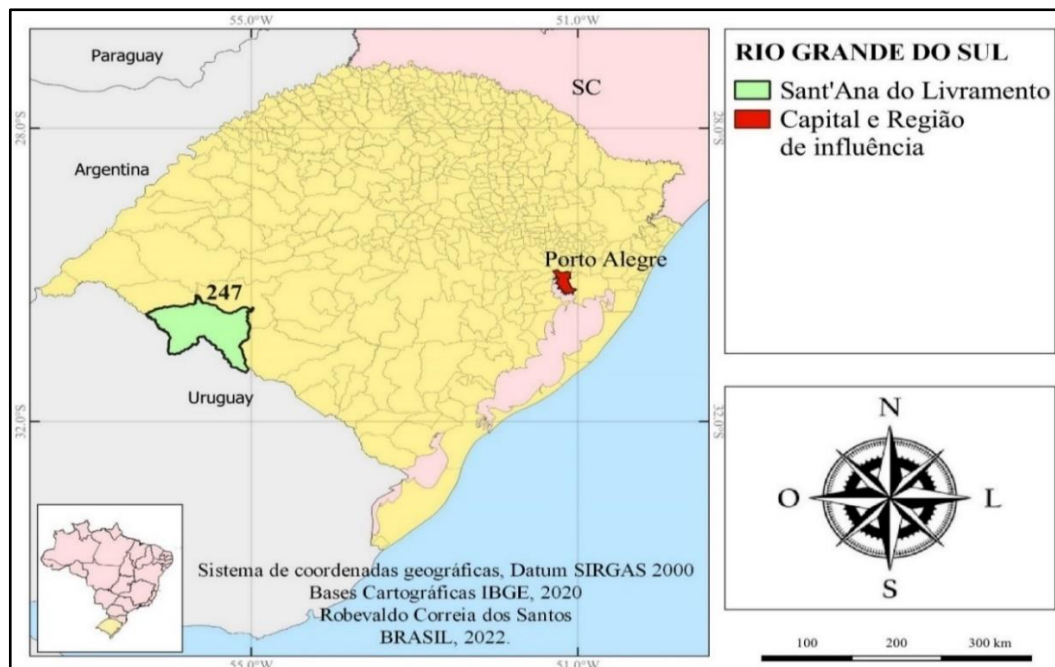 55.0°W
51.0°W
Paraguay
SC
28.0°S
28.0°S
Argentina
Porto Alegre
247
Uruguay
32.0°S
32.0°S
Sistema de coordenadas geográficas, Datum SIRGAS 2000
Bases Cartográficas IBGE, 2020
Robevaldo Correia dos Santos
BRASIL, 2022.
55.0°W
51.0°W
RIO GRANDE DO SUL
Sant'Ana do Livramento
Capital e Região
de influência
N
O
L
S
100 200 300 km